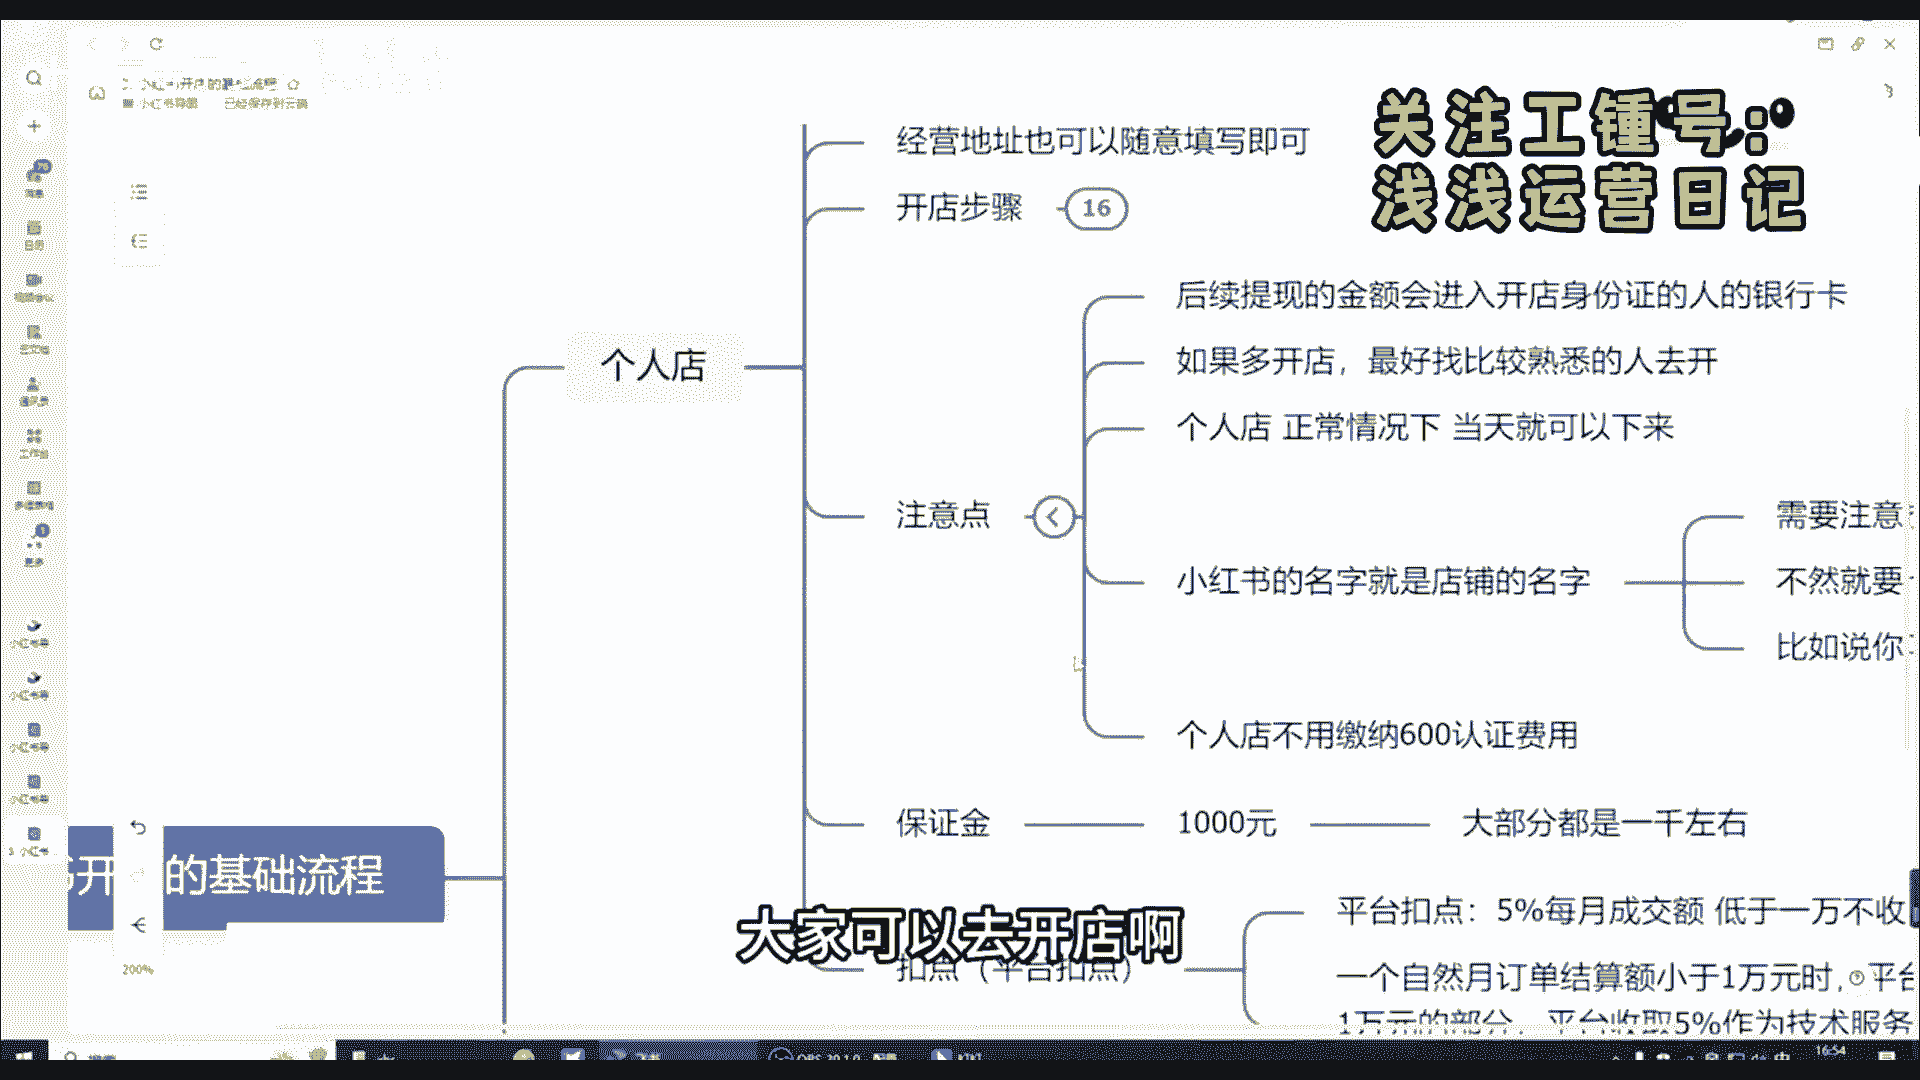 关注工锺号:
浅浅运营日记
经营地址也可以随意填写即可
开店步骤 16
个人店
注意点
后续提现的金额会进入开店身份证的人的银行卡
如果多开店，最好找比较熟悉的人去开
个人店 正常情况下 当天就可以下来
小红书的名字就是店铺的名字
需要注意
不然就要
比如说你
个人店不用缴纳600认证费用
保证金
1000元
大部分都是一千左右
开
的基础流程
扣点（平台扣点）
平台扣点：5%每月成交额 低于一万不收
一个自然月订单结算额小于1万元时，平台
1万元的部分，平台收取5%作为技术服务
大家可以去开店啊
200%
16:54